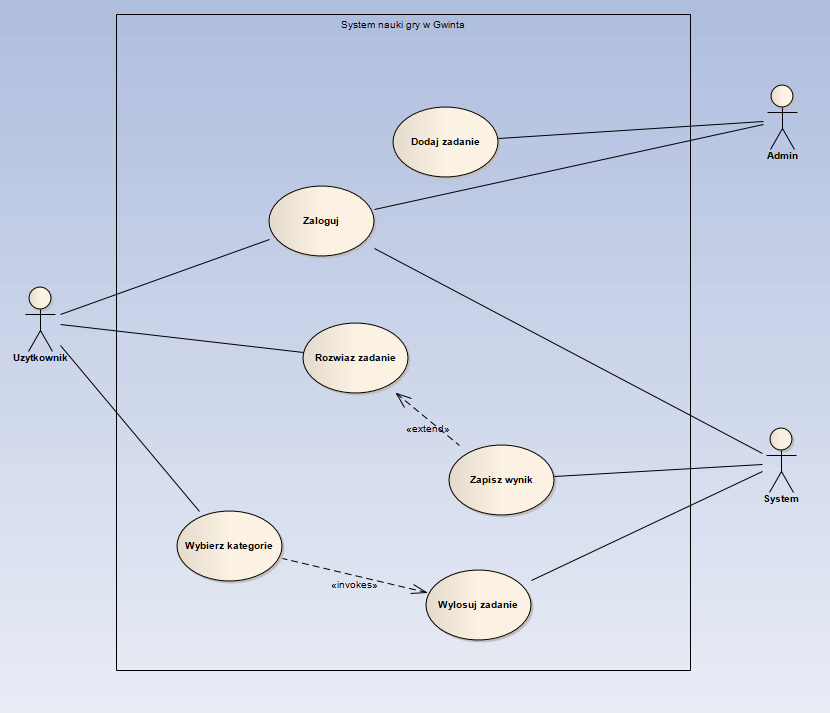 System nauki gry w Gwinta
Dodaj zadanie
Admin
Zaloguj
Uzytkownik
Rozwiaz zadanie
«extend»
Zapisz wynik
System
Wybierz kategorie
«invokes»
Wylosuj zadanie